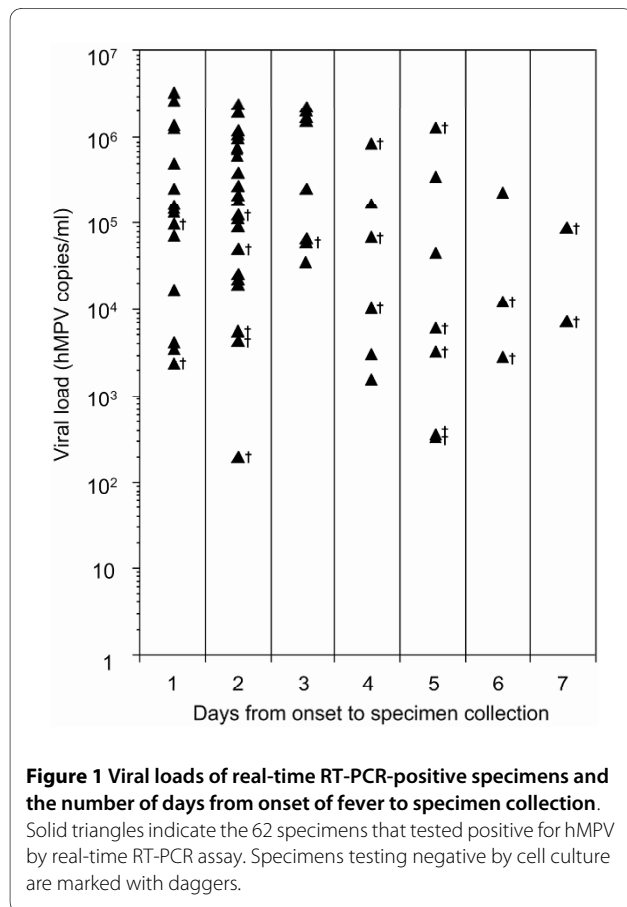 10⁷
10⁶
10⁵
10⁴
10³
10²
10
1
Viral load (hMPV copies/ml)
† † † † † † † † † † † † † † † † † † † † †
1 2 3 4 5 6 7
Days from onset to specimen collection
Figure 1 Viral loads of real-time RT-PCR-positive specimens and
the number of days from onset of fever to specimen collection.
Solid triangles indicate the 62 specimens that tested positive for hMPV
by real-time RT-PCR assay. Specimens testing negative by cell culture
are marked with daggers.